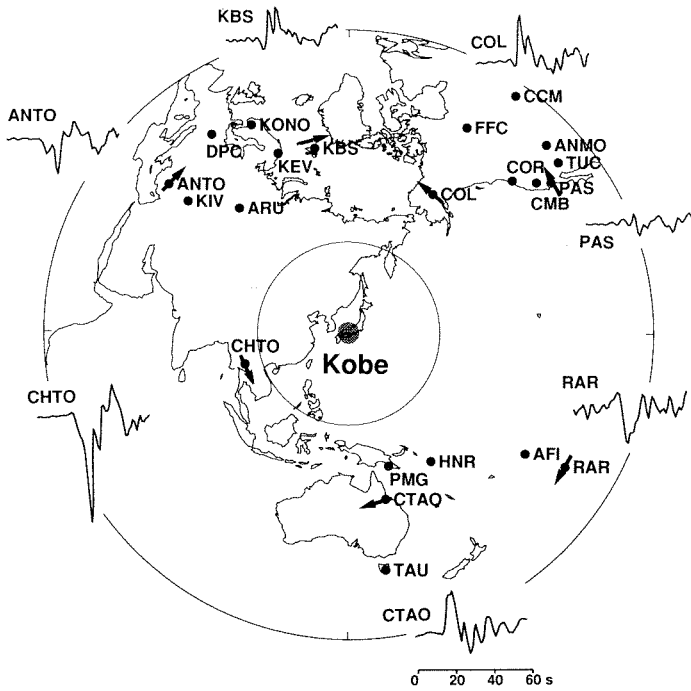 KBS
COL
CCM
ANTO
KONO
FFC
DPC
KBS
ANMO
KEV
TUC
COR
ANTO
COL
PAS
KIV
ARU
CMB
PAS
CHTO
Kobe
CHTO
RAR
AFI
HNR
RAR
PMG
CTAO
TAU
CTAO
0 20 40 60 s